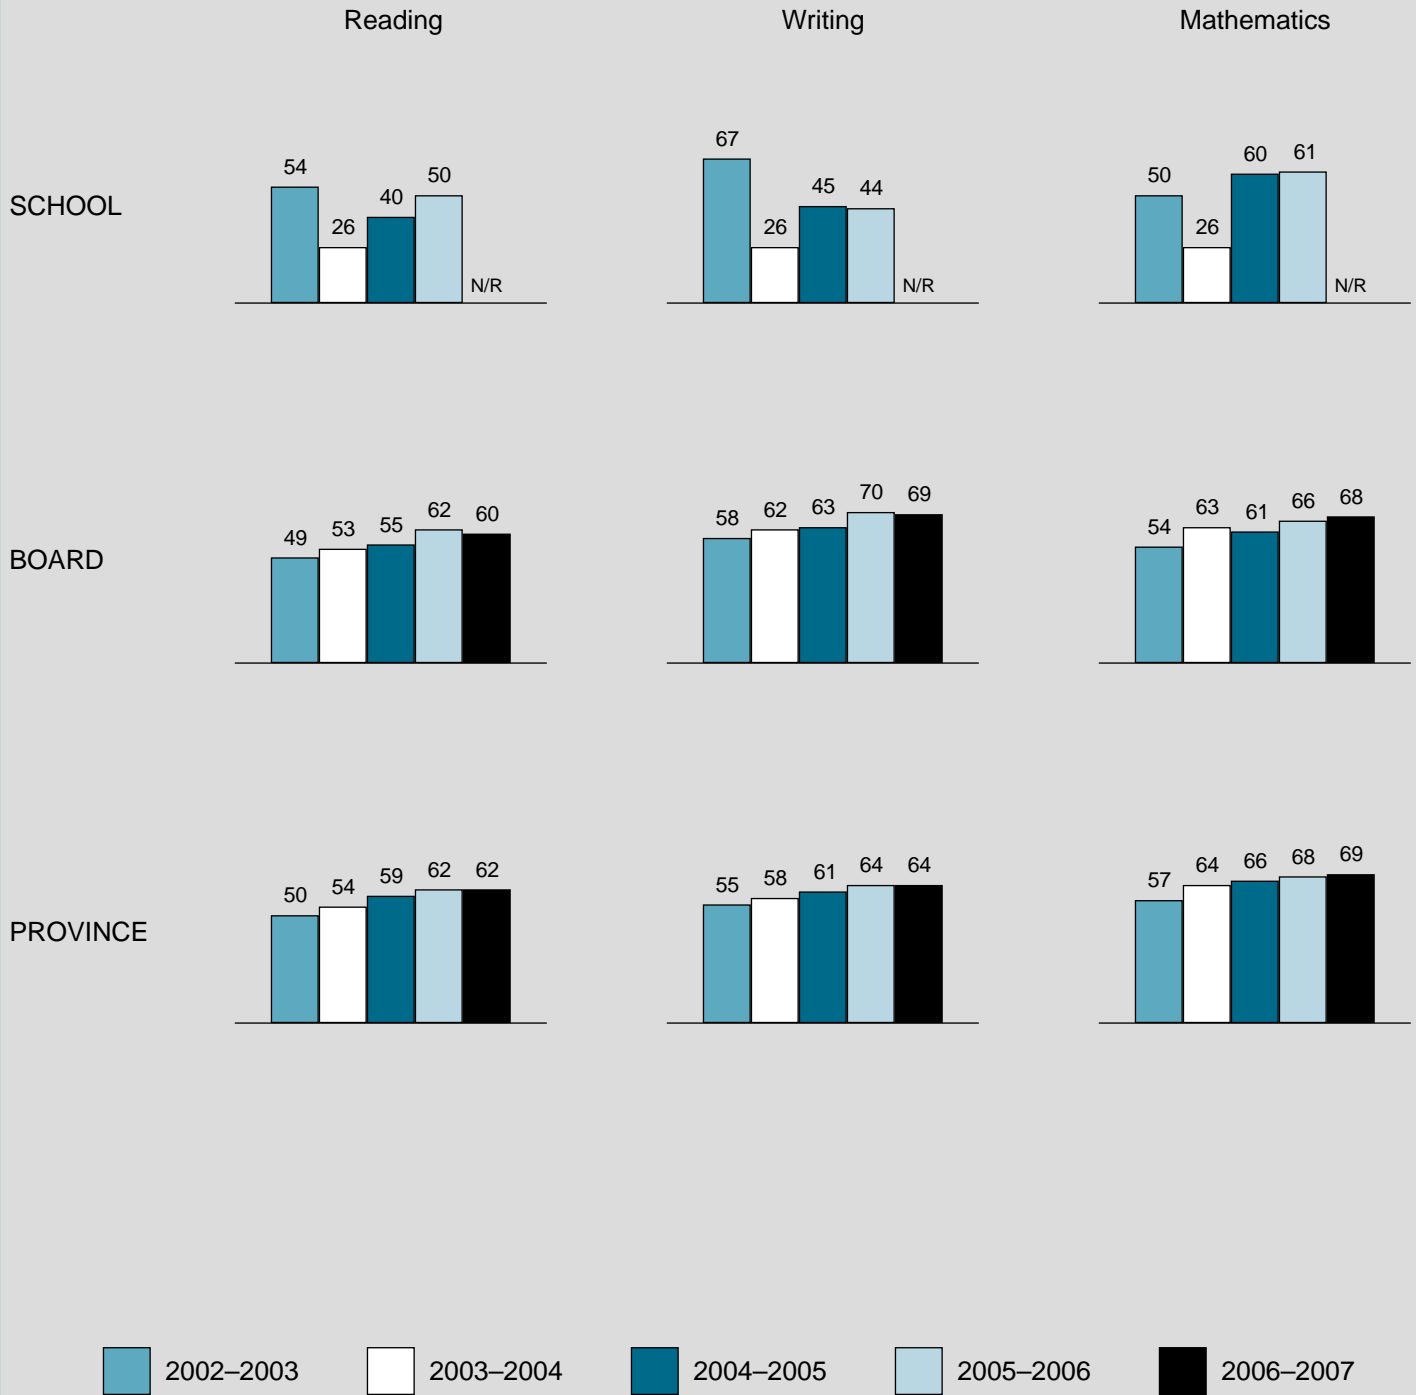 Reading Writing Mathematics
SCHOOL
54 26 40 50 N/R
67 26 45 44 N/R
50 26 60 61 N/R
BOARD
49 53 55 62 60
58 62 63 70 69
54 63 61 66 68
PROVINCE
50 54 59 62 62
55 58 61 64 64
57 64 66 68 69
2002–2003 2003–2004 2004–2005 2005–2006 2006–2007